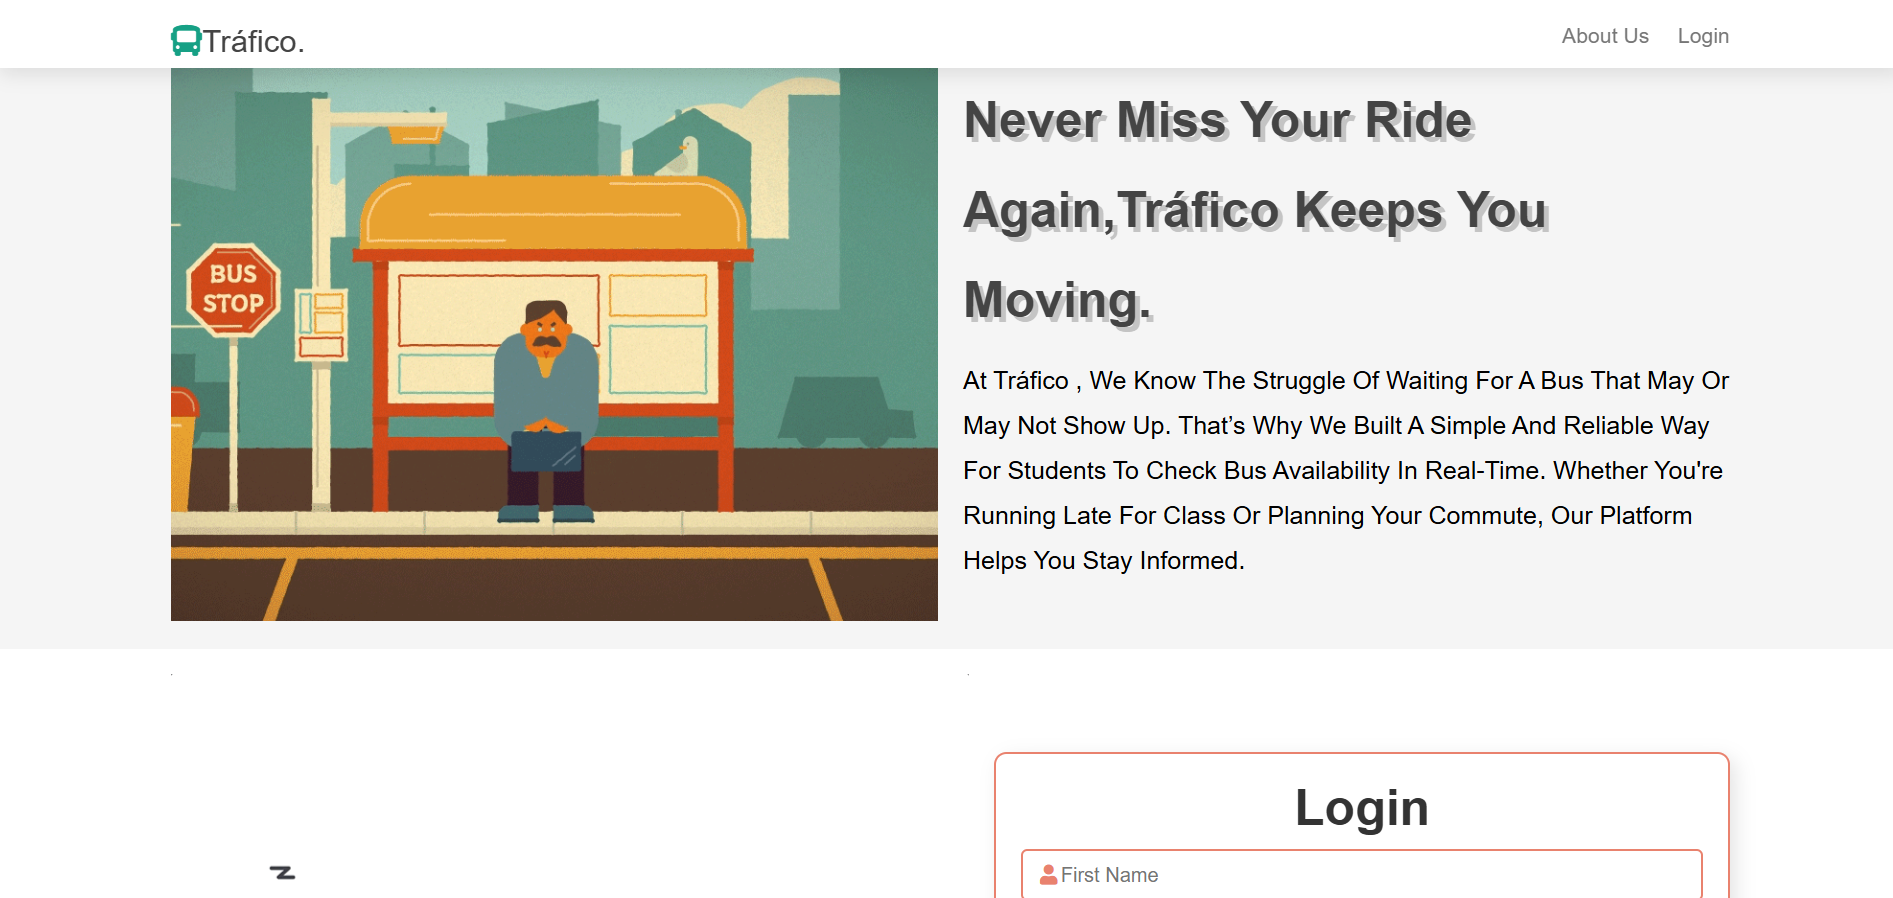 Tráfico.
About Us
Login
BUS
STOP
Never Miss Your Ride
Again,Tráfico Keeps You
Moving.
At Tráfico , We Know The Struggle Of Waiting For A Bus That May Or
May Not Show Up. That’s Why We Built A Simple And Reliable Way
For Students To Check Bus Availability In Real-Time. Whether You're
Running Late For Class Or Planning Your Commute, Our Platform
Helps You Stay Informed.
Login
First Name